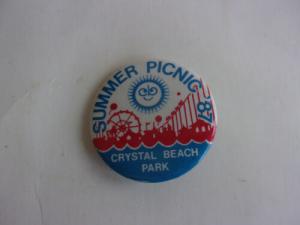 SUMMER PICNIC '87
CRYSTAL BEACH
PARK